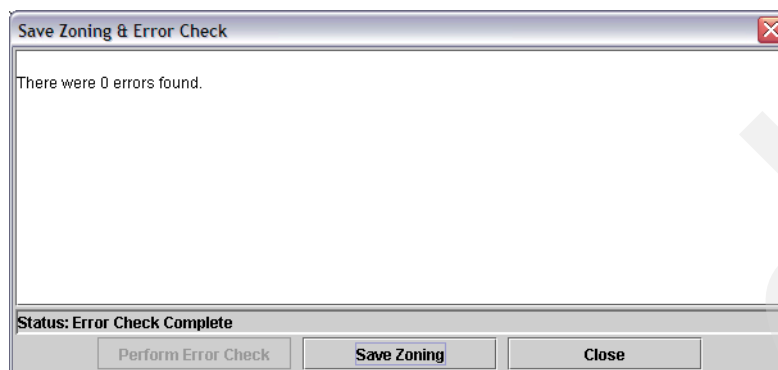 Save Zoning & Error Check
There were 0 errors found.
Status: Error Check Complete
Perform Error Check Save Zoning Close